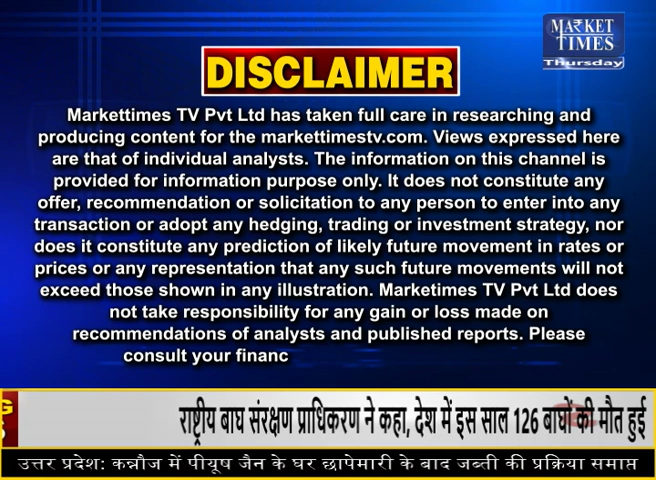 MARKET
TIMES
Thursday
DISCLAIMER
Markettimes TV Pvt Ltd has taken full care in researching and
producing content for the markettimestv.com. Views expressed here
are that of individual analysts. The information on this channel is
provided for information purpose only. It does not constitute any
offer, recommendation or solicitation to any person to enter into any
transaction or adopt any hedging, trading or investment strategy, nor
does it constitute any prediction of likely future movement in rates or
prices or any representation that any such future movements will not
exceed those shown in any illustration. Marketimes TV Pvt Ltd does
not take responsibility for any gain or loss made on
recommendations of analysts and published reports. Please
consult your financ
राष्ट्रीय बाघ संरक्षण प्राधिकरण ने कहा, देश में इस साल 126 बाघों की मौत हुई
उत्तर प्रदेश: कन्नौज में पीयूष जैन के घर छापेमारी के बाद जब्ती की प्रक्रिया समाप्त